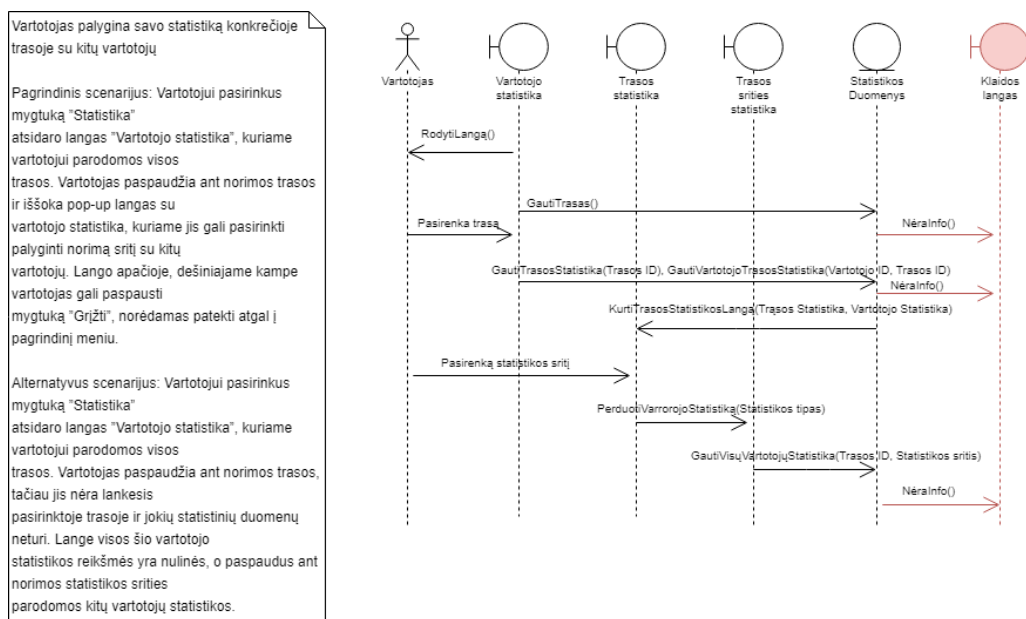 Vartotojas palygina savo statistiką konkrečioje
trasoje su kitų vartotojų
Pagrindinis scenarijus: Vartotojui pasirinkus
mygtuką "Statistika"
atsidaro langas "Vartotojo statistika", kuriame
vartotojui parodomos visos
trasos. Vartotojas paspaudžia ant norimos trasos
ir iššoka pop-up langas su
vartotojo statistika, kuriame jis gali pasirinkti
palyginti norimą sritį su kitų
vartotojų. Lango apačioje, dešiniajame kampe
vartotojas gali paspausti
mygtuką "Grįžti", norėdamas patekti atgal į
pagrindinį meniu.
Alternatyvus scenarijus: Vartotojui pasirinkus
mygtuką "Statistika"
atsidaro langas "Vartotojo statistika", kuriame
vartotojui parodomos visos
trasos. Vartotojas paspaudžia ant norimos trasos,
tačiau jis nėra lankesis
pasirinktoje trasoje ir jokių statistinių duomenų
neturi. Lange visos šio vartotojo
statistikos reikšmės yra nulinės, o paspaudus ant
norimos statistikos srities
parodomos kitų vartotojų statistikos.
Vartotojas
Vartotojo
statistika
Trasos
statistika
Trasos
srities
statistika
Statistikos
Duomenys
Klaidos
langas
RodytiLangą()
GautiTrasas()
Pasirenka trasą
NėraInfo()
GautiTrasosStatistika(Trasos ID), GautiVartotojoTrasosStatistika(Vartotojo ID, Trasos ID)
NėraInfo()
KurtiTrasosStatistikosLangą(Trąsos Statistika, Vartotojo Statistika)
Pasirenką statistikos sritį
PerduotiVarrorojoStatistiką(Statistikos tipas)
GautiVisųVartotojųStatistika(Trasos ID, Statistikos sritis)
NėraInfo()